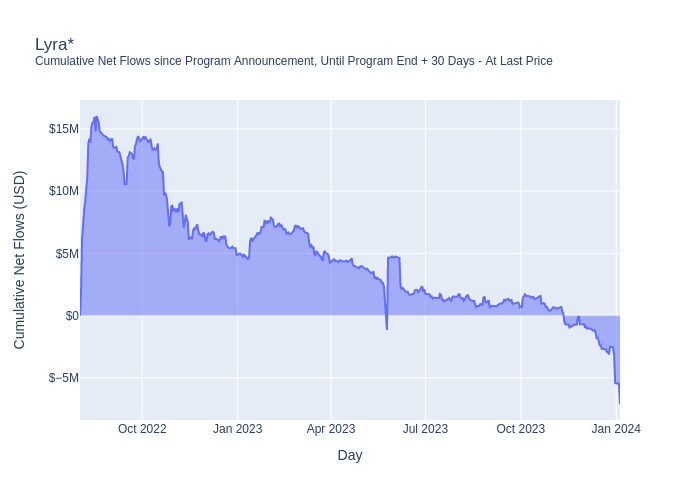 Lyra*
Cumulative Net Flows since Program Announcement, Until Program End + 30 Days - At Last Price
$15M
$10M
$5M
$0
−$5M
Cumulative Net Flows (USD)
Oct 2022
Jan 2023
Apr 2023
Jul 2023
Oct 2023
Jan 2024
Day